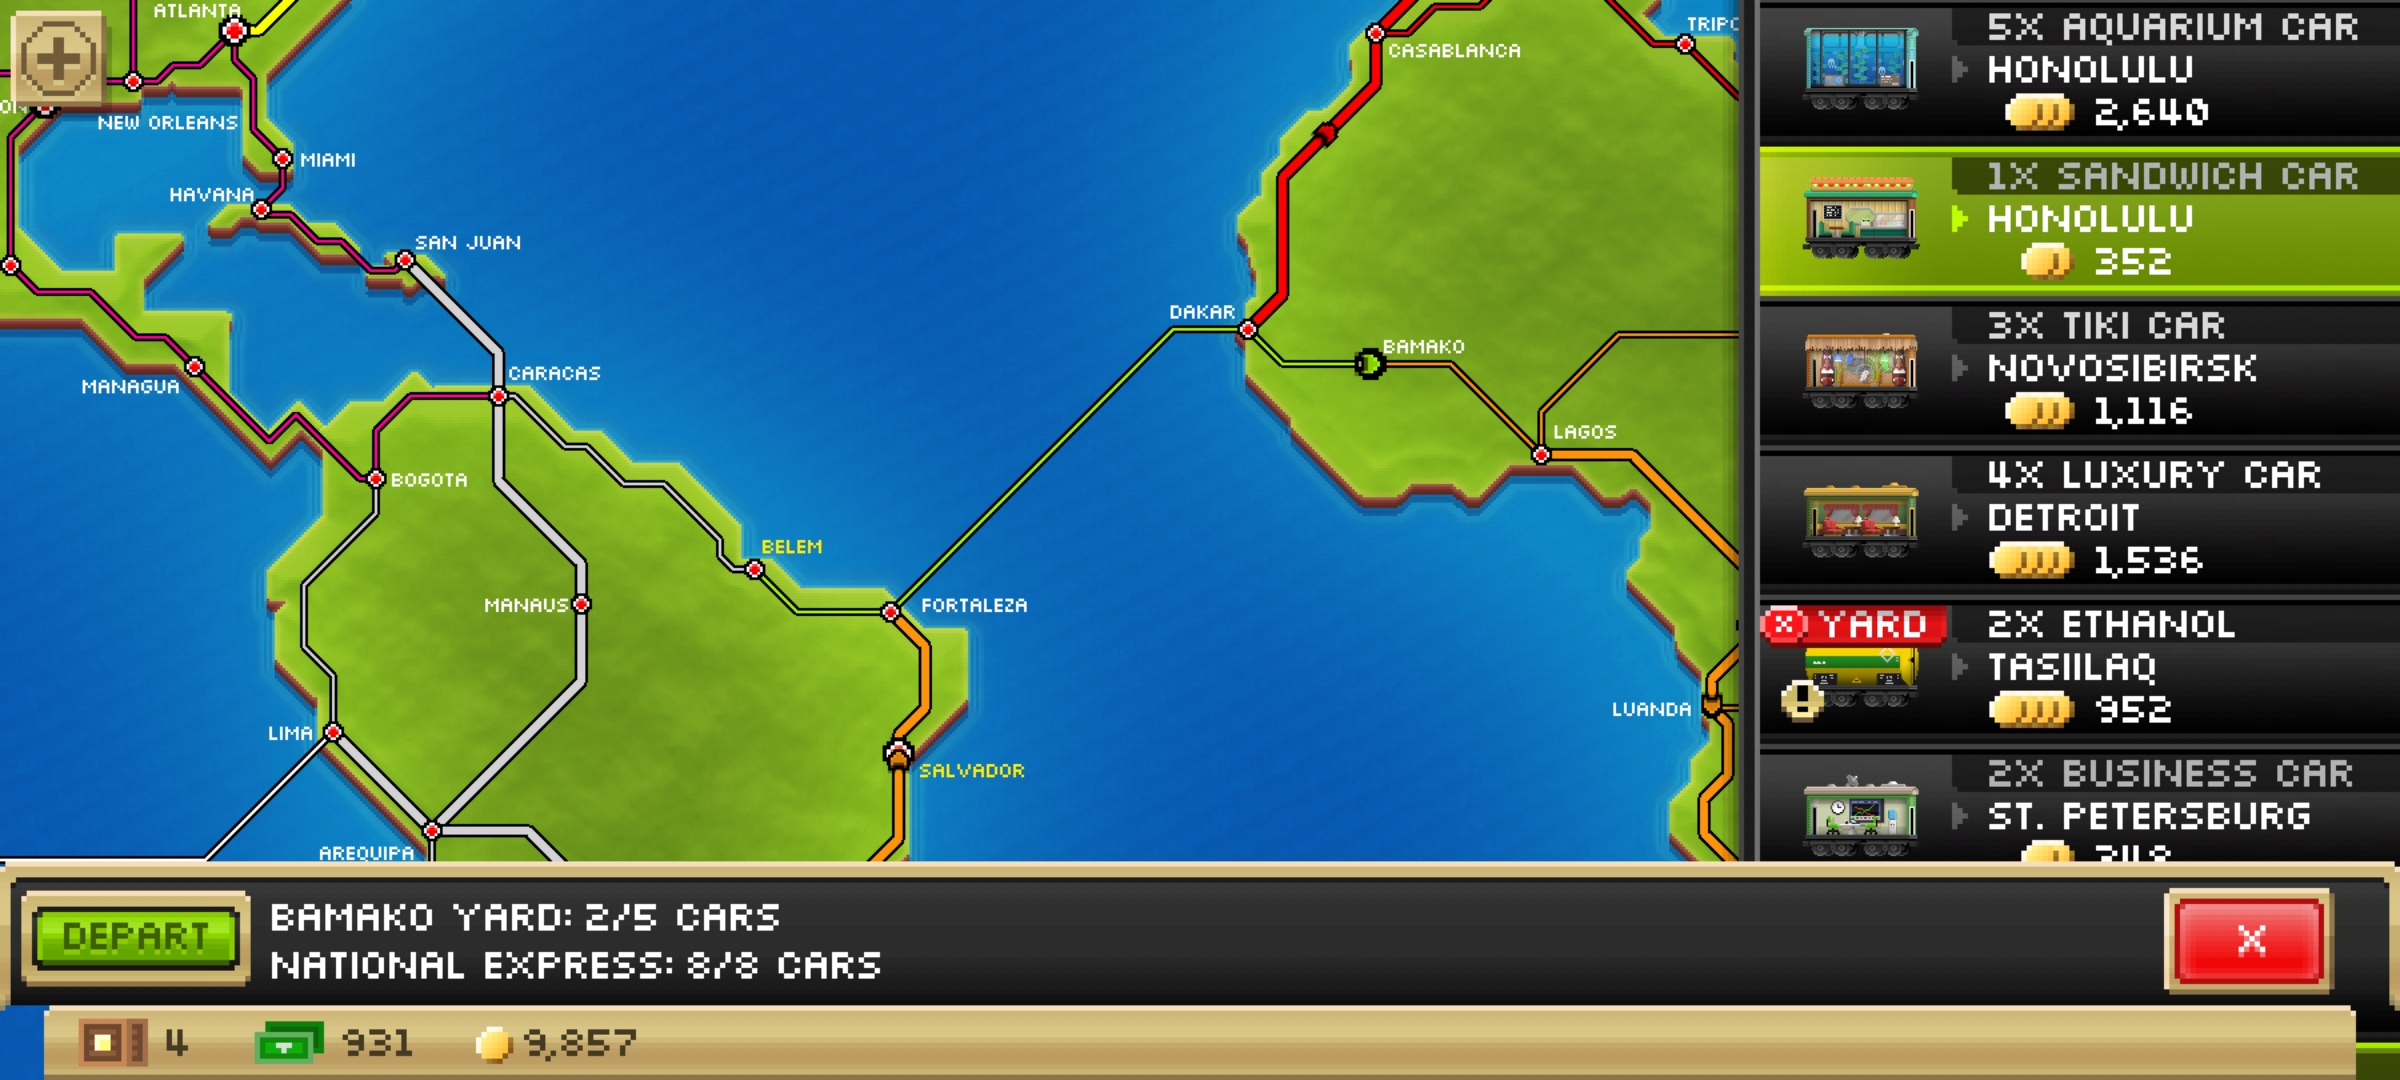 ATLANTA
NEW ORLEANS
MIAMI
HAVANA
SAN JUAN
MANAGUA
CARACAS
BOGOTA
BELEM
MANAUS
FORTALEZA
LIMA
SALVADOR
AREQUIPA
CASABLANCA
DAKAR
BAMAKO
LAGOS
LUANDA
5X AQUARIUM CAR
HONOLULU
2,640
1X SANDWICH CAR
HONOLULU
352
3X TIKI CAR
NOVOSIBIRSK
1,116
4X LUXURY CAR
DETROIT
1,536
YARD
2X ETHANOL
TASIILAQ
952
2X BUSINESS CAR
ST. PETERSBURG
DEPART
BAMAKO YARD: 2/5 CARS
NATIONAL EXPRESS: 8/8 CARS
X
4
931
9,857